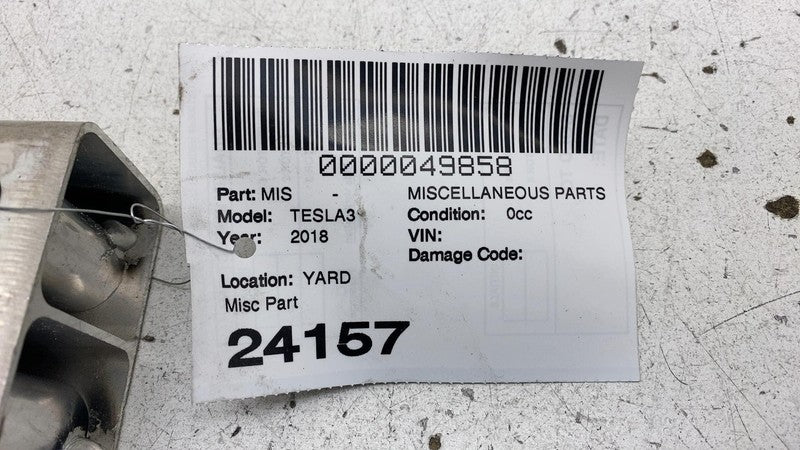 0000049858
Part: MIS - MISCELLANEOUS PARTS
Model: TESLA3 Condition: 0cc
Year: 2018 VIN:
Damage Code:
Location: YARD
Misc Part
24157